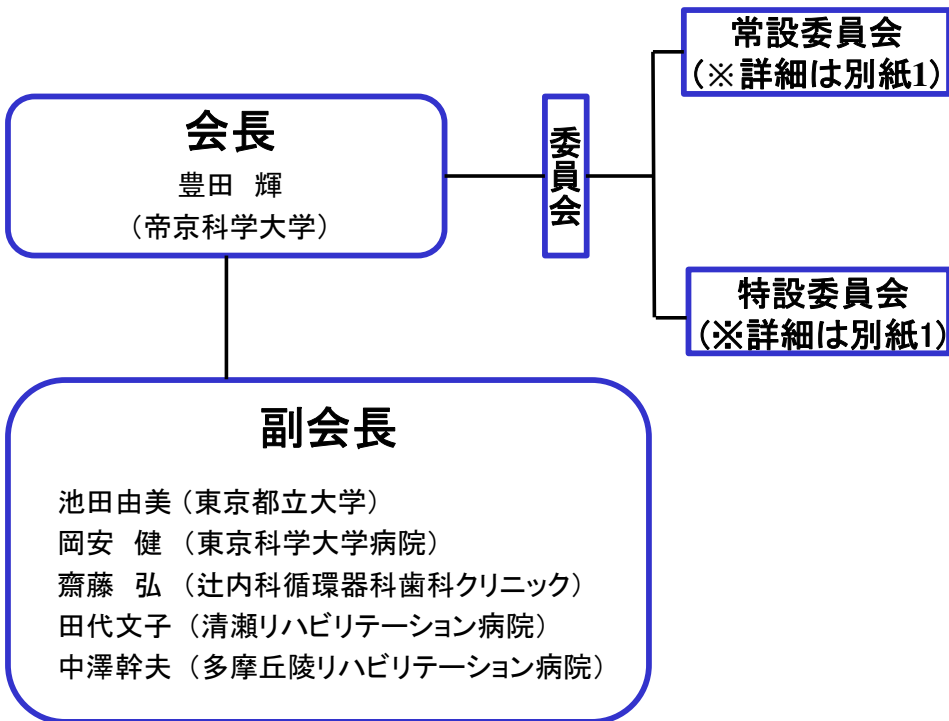 常設委員会
(※詳細は別紙1)
会長
豊田　輝
（帝京科学大学）
委員会
特設委員会
(※詳細は別紙1)
副会長
池田由美（東京都立大学）
岡安　健　（東京科学大学病院）
齋藤　弘　（辻内科循環器科歯科クリニック）
田代文子　（清瀬リハビリテーション病院）
中澤幹夫　（多摩丘陵リハビリテーション病院）